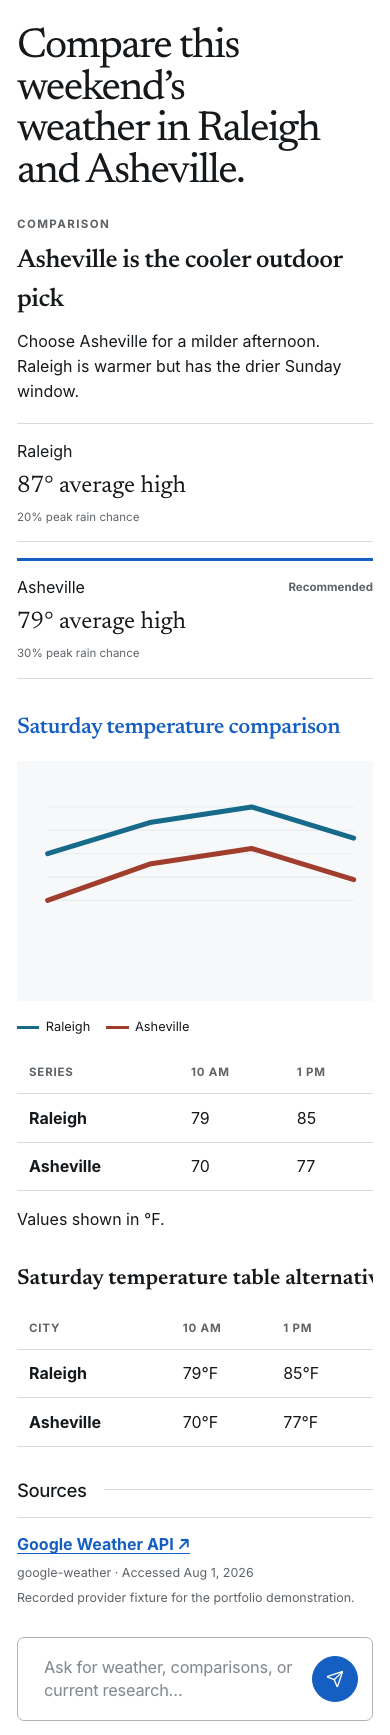 Compare this
weekend’s
weather in Raleigh
and Asheville.
COMPARISON
Asheville is the cooler outdoor
pick
Choose Asheville for a milder afternoon.
Raleigh is warmer but has the drier Sunday
window.
Raleigh
87° average high
20% peak rain chance
Asheville Recommended
79° average high
30% peak rain chance
Saturday temperature comparison
Raleigh Asheville
SERIES 10 AM 1 PM
Raleigh 79 85
Asheville 70 77
Values shown in °F.
Saturday temperature table
CITY 10 AM 1 PM
Raleigh 79°F 85°F
Asheville 70°F 77°F
Sources
Google Weather API ↗
google-weather · Accessed Aug 1, 2026
Recorded provider fixture for the portfolio demonstration.
Ask for weather, comparisons, or
current research...